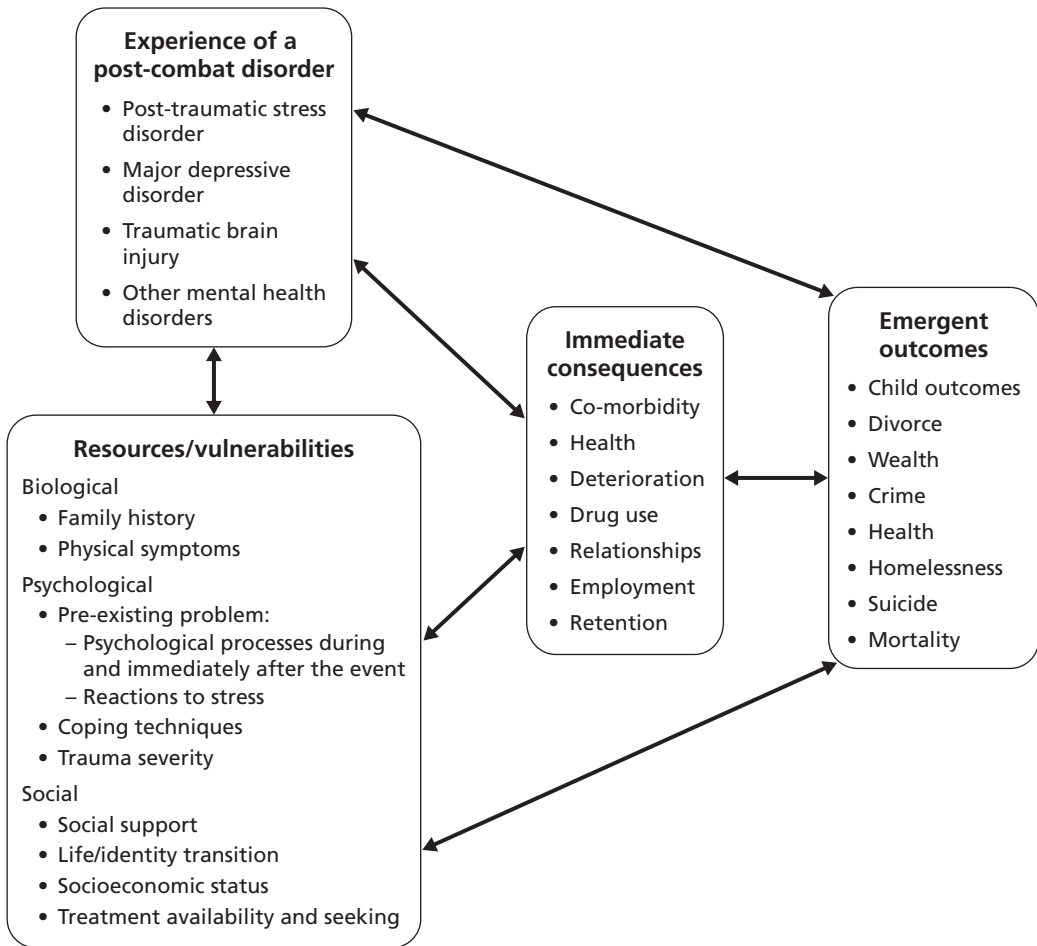 Experience of a
post-combat disorder
• Post-traumatic stress
disorder
• Major depressive
disorder
• Traumatic brain
injury
• Other mental health
disorders
Resources/vulnerabilities
Biological
• Family history
• Physical symptoms
Psychological
• Pre-existing problem:
– Psychological processes during
and immediately after the event
– Reactions to stress
• Coping techniques
• Trauma severity
Social
• Social support
• Life/identity transition
• Socioeconomic status
• Treatment availability and seeking
Immediate
consequences
• Co-morbidity
• Health
• Deterioration
• Drug use
• Relationships
• Employment
• Retention
Emergent
outcomes
• Child outcomes
• Divorce
• Wealth
• Crime
• Health
• Homelessness
• Suicide
• Mortality